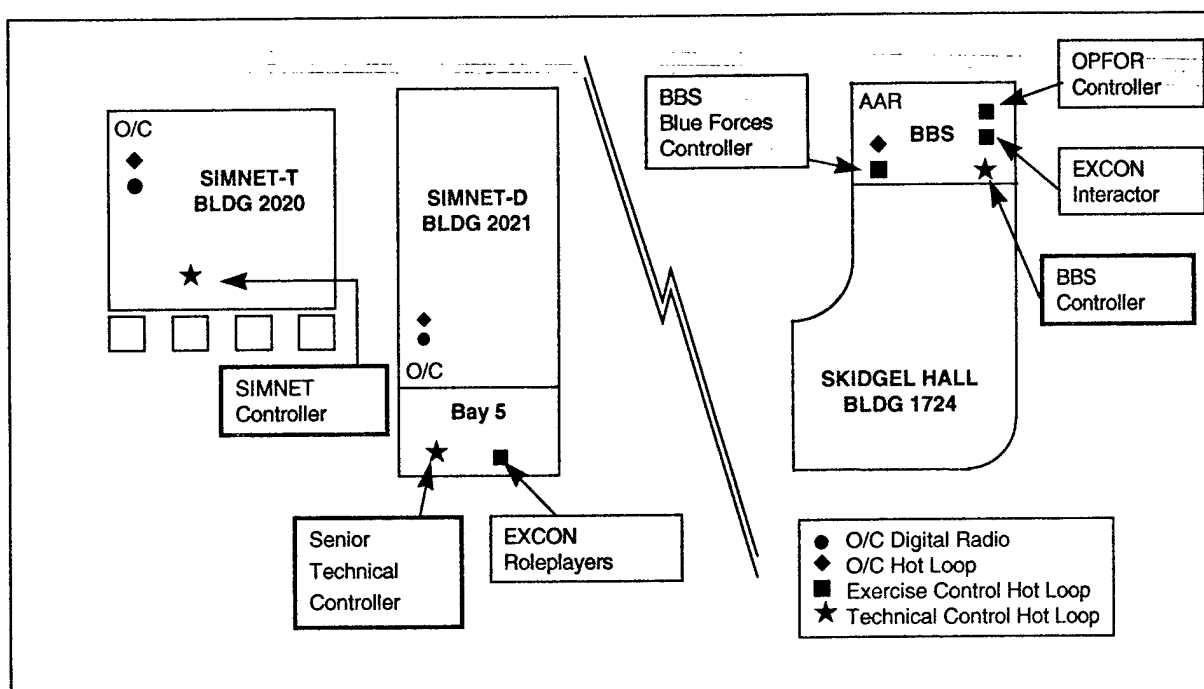 O/C
SIMNET-T
BLDG 2020
SIMNET
Controller
SIMNET-D
BLDG 2021
O/C
Bay 5
Senior
Technical
Controller
EXCON
Roleplayers
BBS
Blue Forces
Controller
AAR
BBS
OPFOR
Controller
EXCON
Interactor
BBS
Controller
SKIDGEL HALL
BLDG 1724
O/C Digital Radio
O/C Hot Loop
Exercise Control Hot Loop
Technical Control Hot Loop